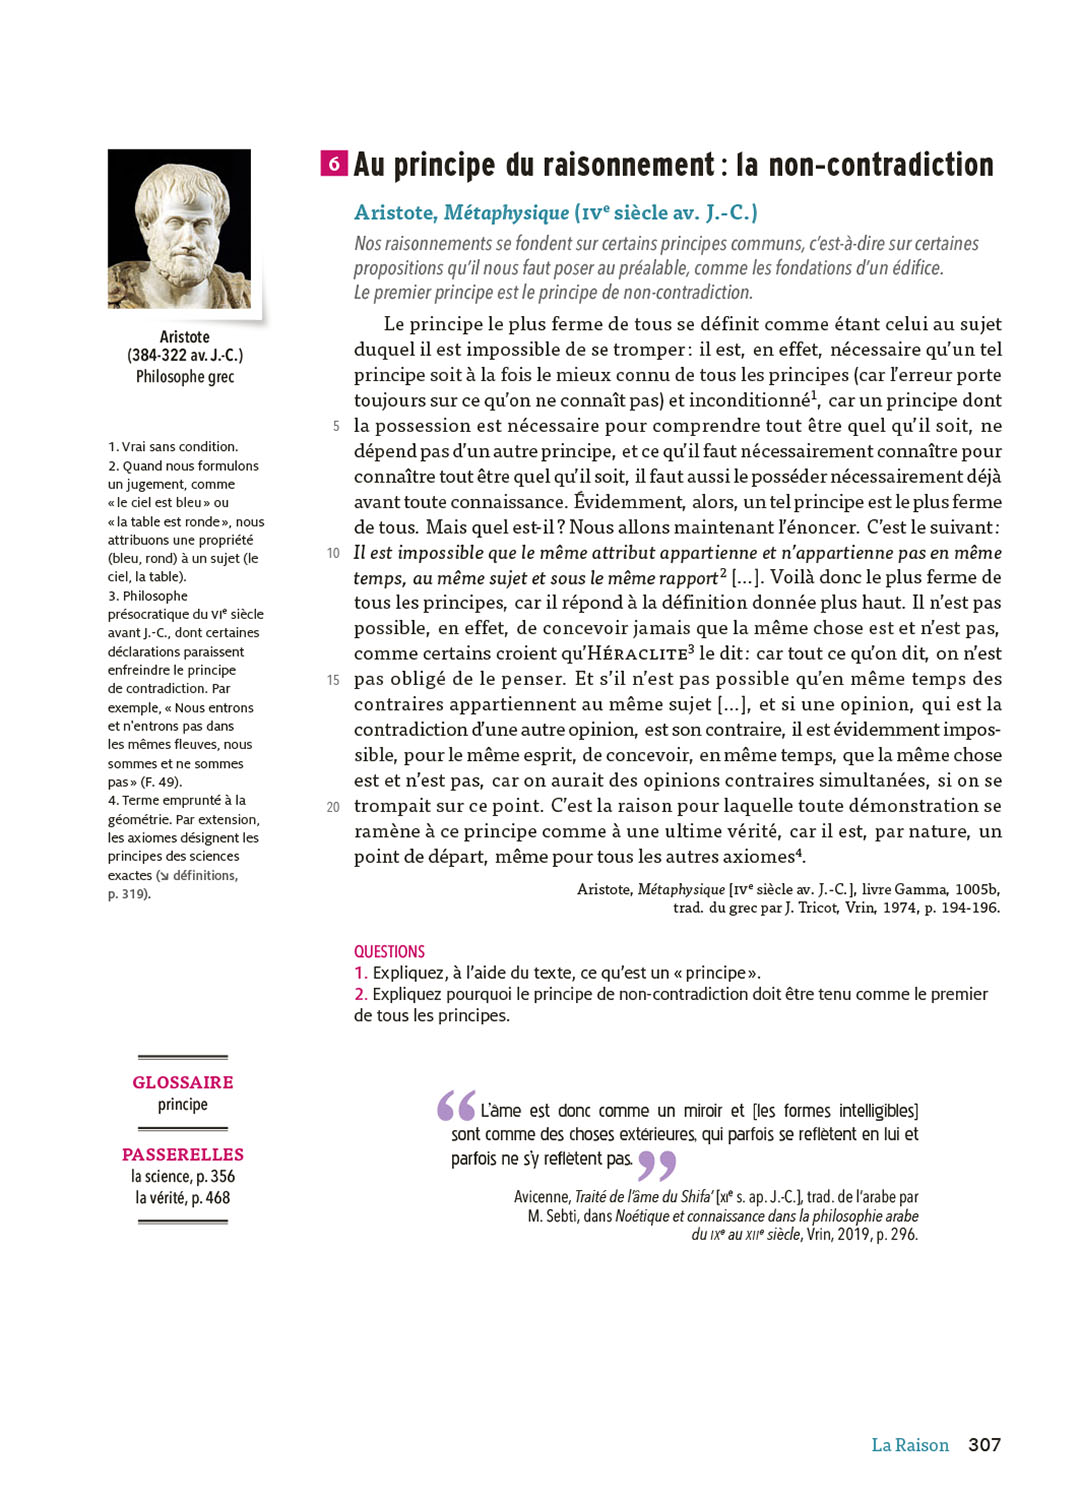 6 Au principe du raisonnement : la non-contradiction
Aristote, Métaphysique (IVe siècle av. J.-C.)
Nos raisonnements se fondent sur certains principes communs, c’est-à-dire sur certaines
propositions qu’il nous faut poser au préalable, comme les fondations d’un édifice.
Le premier principe est le principe de non-contradiction.
Le principe le plus ferme de tous se définit comme étant celui au sujet
duquel il est impossible de se tromper : il est, en effet, nécessaire qu’un tel
principe soit à la fois le mieux connu de tous les principes (car l’erreur porte
toujours sur ce qu’on ne connaît pas) et inconditionné1, car un principe dont
5 la possession est nécessaire pour comprendre tout être quel qu’il soit, ne
dépend pas d’un autre principe, et ce qu’il faut nécessairement connaître pour
connaître tout être quel qu’il soit, il faut aussi le posséder nécessairement déjà
avant toute connaissance. Évidemment, alors, un tel principe est le plus ferme
de tous. Mais quel est-il ? Nous allons maintenant l’énoncer. C’est le suivant :
10 Il est impossible que le même attribut appartienne et n’appartienne pas en même
temps, au même sujet et sous le même rapport2 [...]. Voilà donc le plus ferme de
tous les principes, car il répond à la définition donnée plus haut. Il n’est pas
possible, en effet, de concevoir jamais que la même chose est et n’est pas,
comme certains croient qu’HÉRACLITE3 le dit : car tout ce qu’on dit, on n’est
15 pas obligé de le penser. Et s’il n’est pas possible qu’en même temps des
contraires appartiennent au même sujet [...], et si une opinion, qui est la
contradiction d’une autre opinion, est son contraire, il est évidemment impos-
sible, pour le même esprit, de concevoir, en même temps, que la même chose
est et n’est pas, car on aurait des opinions contraires simultanées, si on se
20 trompait sur ce point. C’est la raison pour laquelle toute démonstration se
ramène à ce principe comme à une ultime vérité, car il est, par nature, un
point de départ, même pour tous les autres axiomes4.
Aristote, Métaphysique [IVe siècle av. J.-C.], livre Gamma, 1005b,
trad. du grec par J. Tricot, Vrin, 1974, p. 194-196.
Aristote
(384-322 av. J.-C.)
Philosophe grec
1. Vrai sans condition.
2. Quand nous formulons
un jugement, comme
« le ciel est bleu » ou
« la table est ronde », nous
attribuons une propriété
(bleu, rond) à un sujet (le
ciel, la table).
3. Philosophe
présocratique du VIe siècle
avant J.-C., dont certaines
déclarations paraissent
enfreindre le principe
de contradiction. Par
exemple, « Nous entrons
et n'entrons pas dans
les mêmes fleuves, nous
sommes et ne sommes
pas » (F. 49).
4. Terme emprunté à la
géométrie. Par extension,
les axiomes désignent les
principes des sciences
exactes (↘ définitions,
p. 319).
QUESTIONS
1. Expliquez, à l’aide du texte, ce qu’est un « principe ».
2. Expliquez pourquoi le principe de non-contradiction doit être tenu comme le premier
de tous les principes.
GLOSSAIRE
principe
PASSERELLES
la science, p. 356
la vérité, p. 468
“L’âme est donc comme un miroir et [les formes intelligibles]
sont comme des choses extérieures, qui parfois se reflètent en lui et
parfois ne s’y reflètent pas.”
Avicenne, Traité de l’âme du Shifa’ [XIe s. ap. J.-C.], trad. de l’arabe par
M. Sebti, dans Noétique et connaissance dans la philosophie arabe
du IXe au XIIe siècle, Vrin, 2019, p. 296.
La Raison 307